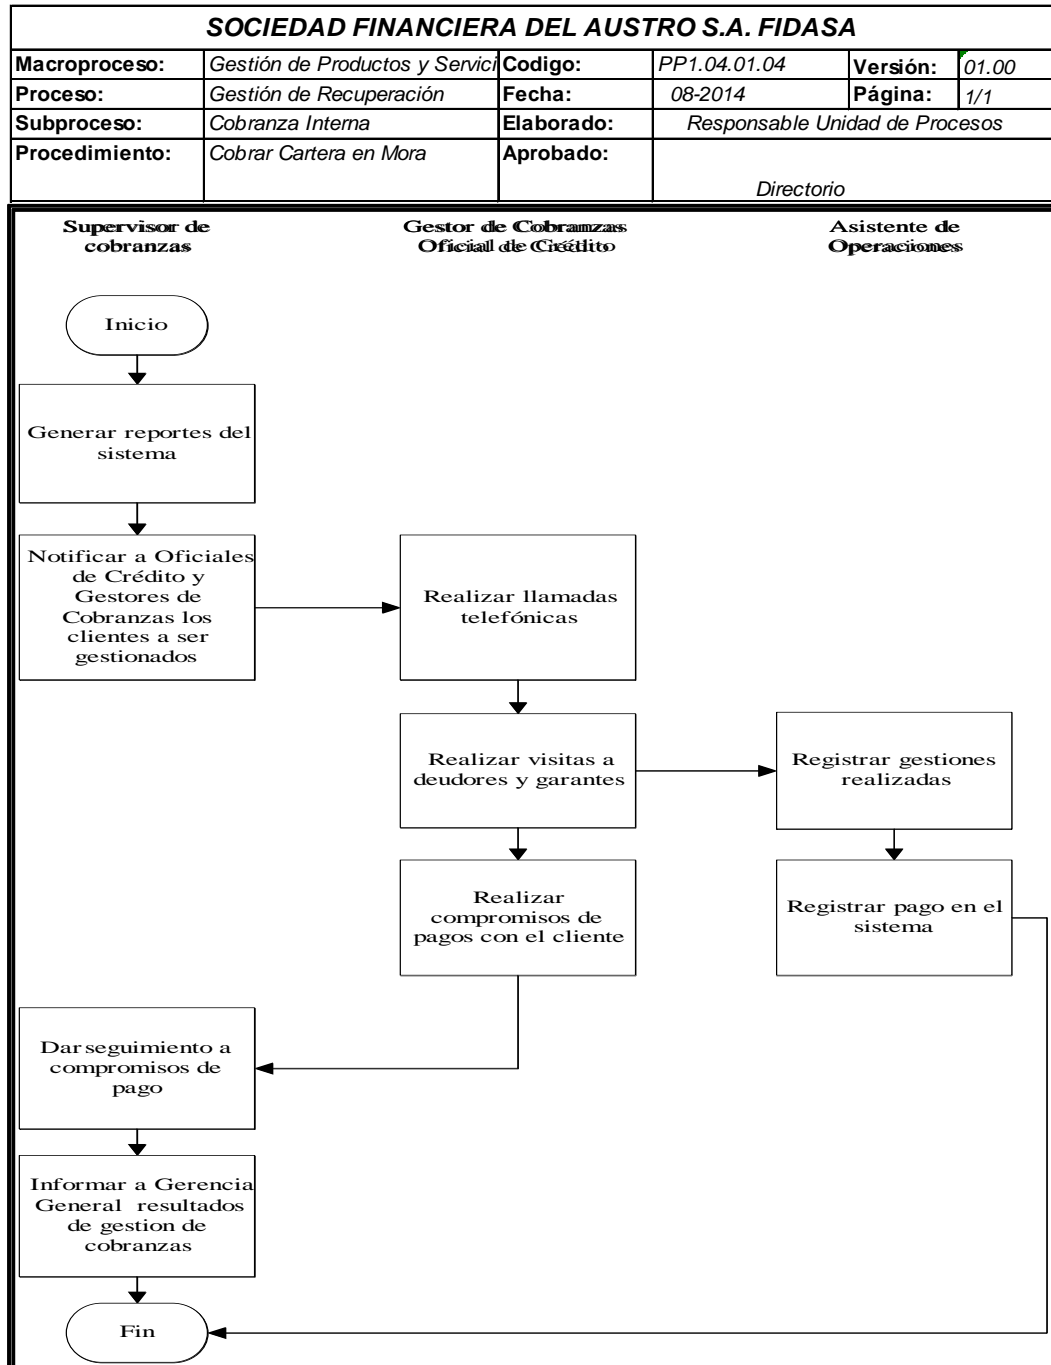 SOCIEDAD FINANCIERA DEL AUSTRO S.A. FIDASA
Macroproceso: Gestión de Productos y Servici Codigo: PP1.04.01.04 Versión: 01.00
Proceso: Gestión de Recuperación Fecha: 08-2014 Página: 1/1
Subproceso: Cobranza Interna Elaborado: Responsable Unidad de Procesos
Procedimiento: Cobrar Cartera en Mora Aprobado:
Directorio
Supervisor de
cobranzas
Gestor de Cobranzas
Oficial de Crédito
Asistente de
Operaciones
Inicio
Generar reportes del
sistema
Notificar a Oficiales
de Crédito y
Gestores de
Cobranzas los
clientes a ser
gestionados
Realizar llamadas
telefónicas
Realizar visitas a
deudores y garantes
Registrar gestiones
realizadas
Realizar
compromisos de
pagos con el cliente
Registrar pago en el
sistema
Dar seguimiento a
compromisos de
pago
Informar a Gerencia
General resultados
de gestion de
cobranzas
Fin